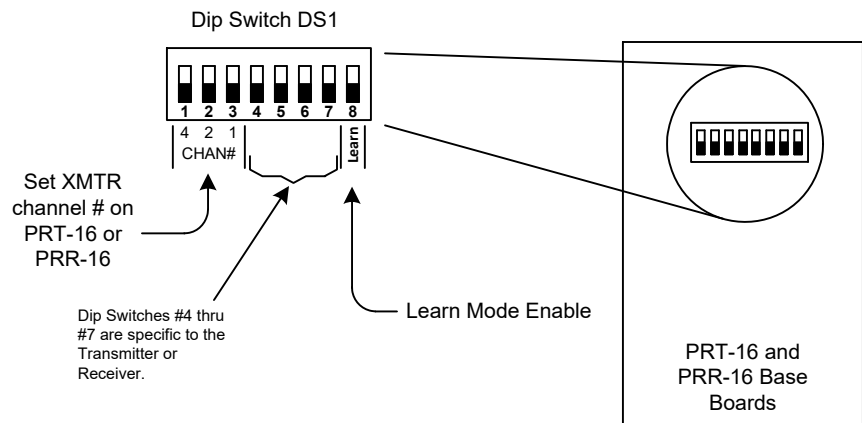 Dip Switch DS1
1 2 3 4 5 6 7 8
4 2 1
CHAN#
Learn
Set XMTR
channel # on
PRT-16 or
PRR-16
Dip Switches #4 thru
#7 are specific to the
Transmitter or
Receiver.
Learn Mode Enable
PRT-16 and
PRR-16 Base
Boards